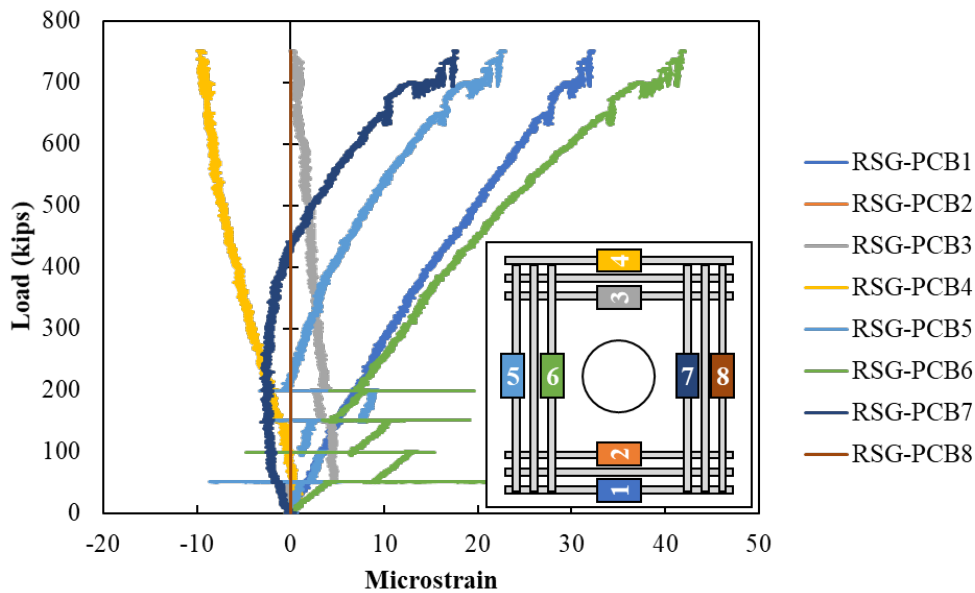 800
700
600
500
400
300
200
100
0
Load (kips)
-20
-10
0
10
20
30
40
50
Microstrain
4
3
5
6
7
8
2
1
RSG-PCB1
RSG-PCB2
RSG-PCB3
RSG-PCB4
RSG-PCB5
RSG-PCB6
RSG-PCB7
RSG-PCB8